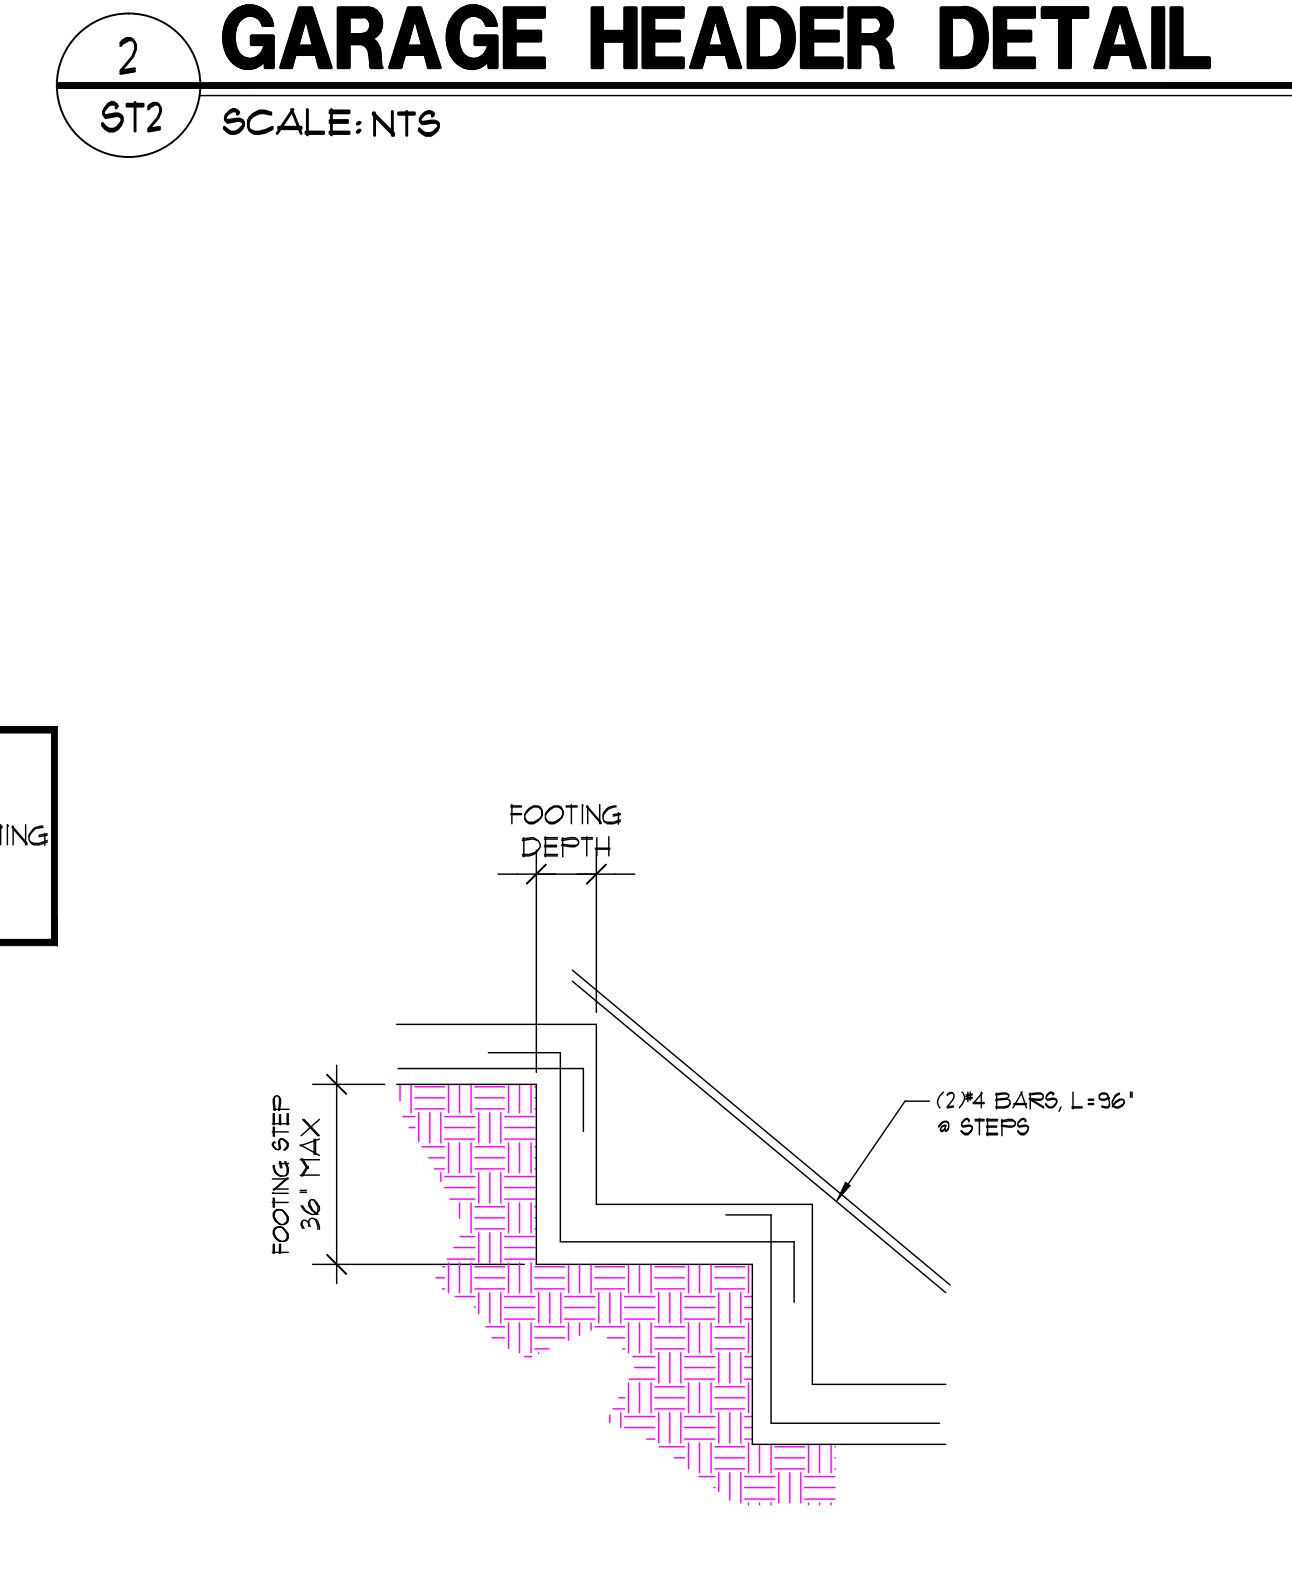 2
GARAGE HEADER DETAIL
ST2
SCALE: NTS
FOOTING
DEPTH
(2)#4 BARS, L=96"
@ STEPS
FOOTING STEP
36" MAX